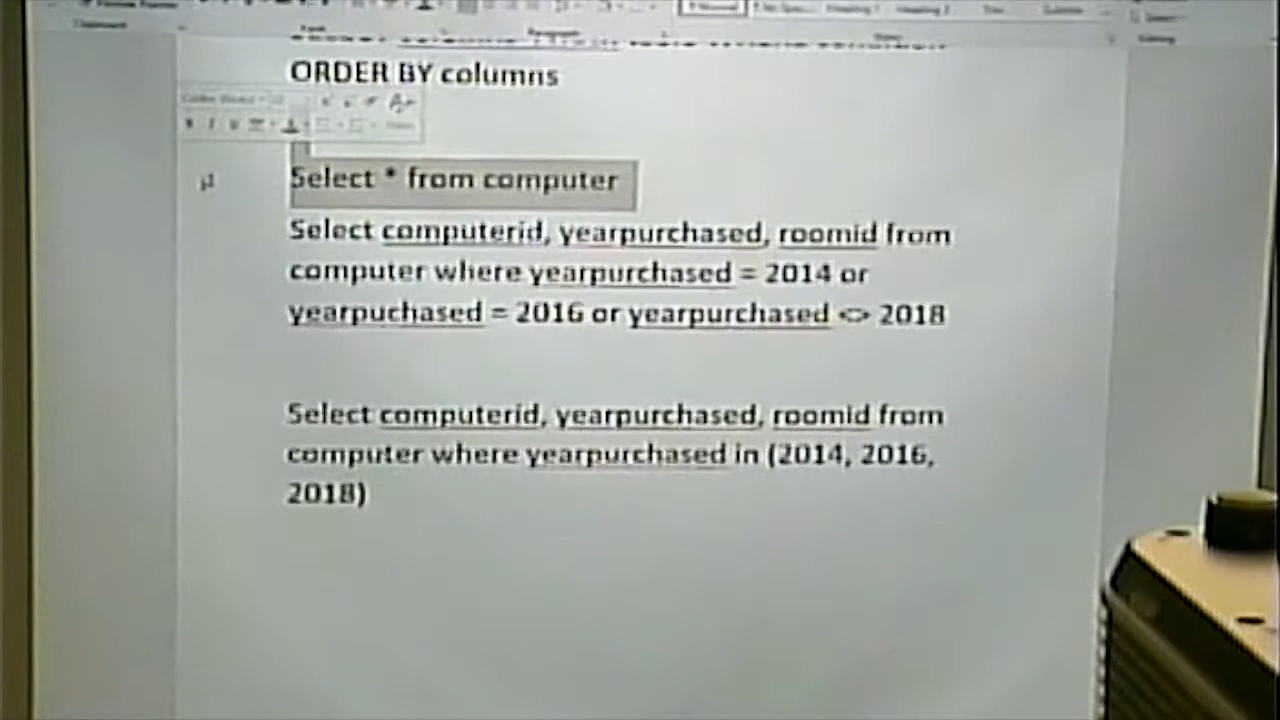 ORDER BY columns
Select * from computer
Select computerid, yearpurchased, roomid from
computer where yearpurchased = 2014 or
yearpuchased = 2016 or yearpurchased <> 2018
Select computerid, yearpurchased, roomid from
computer where yearpurchased in (2014, 2016,
2018)